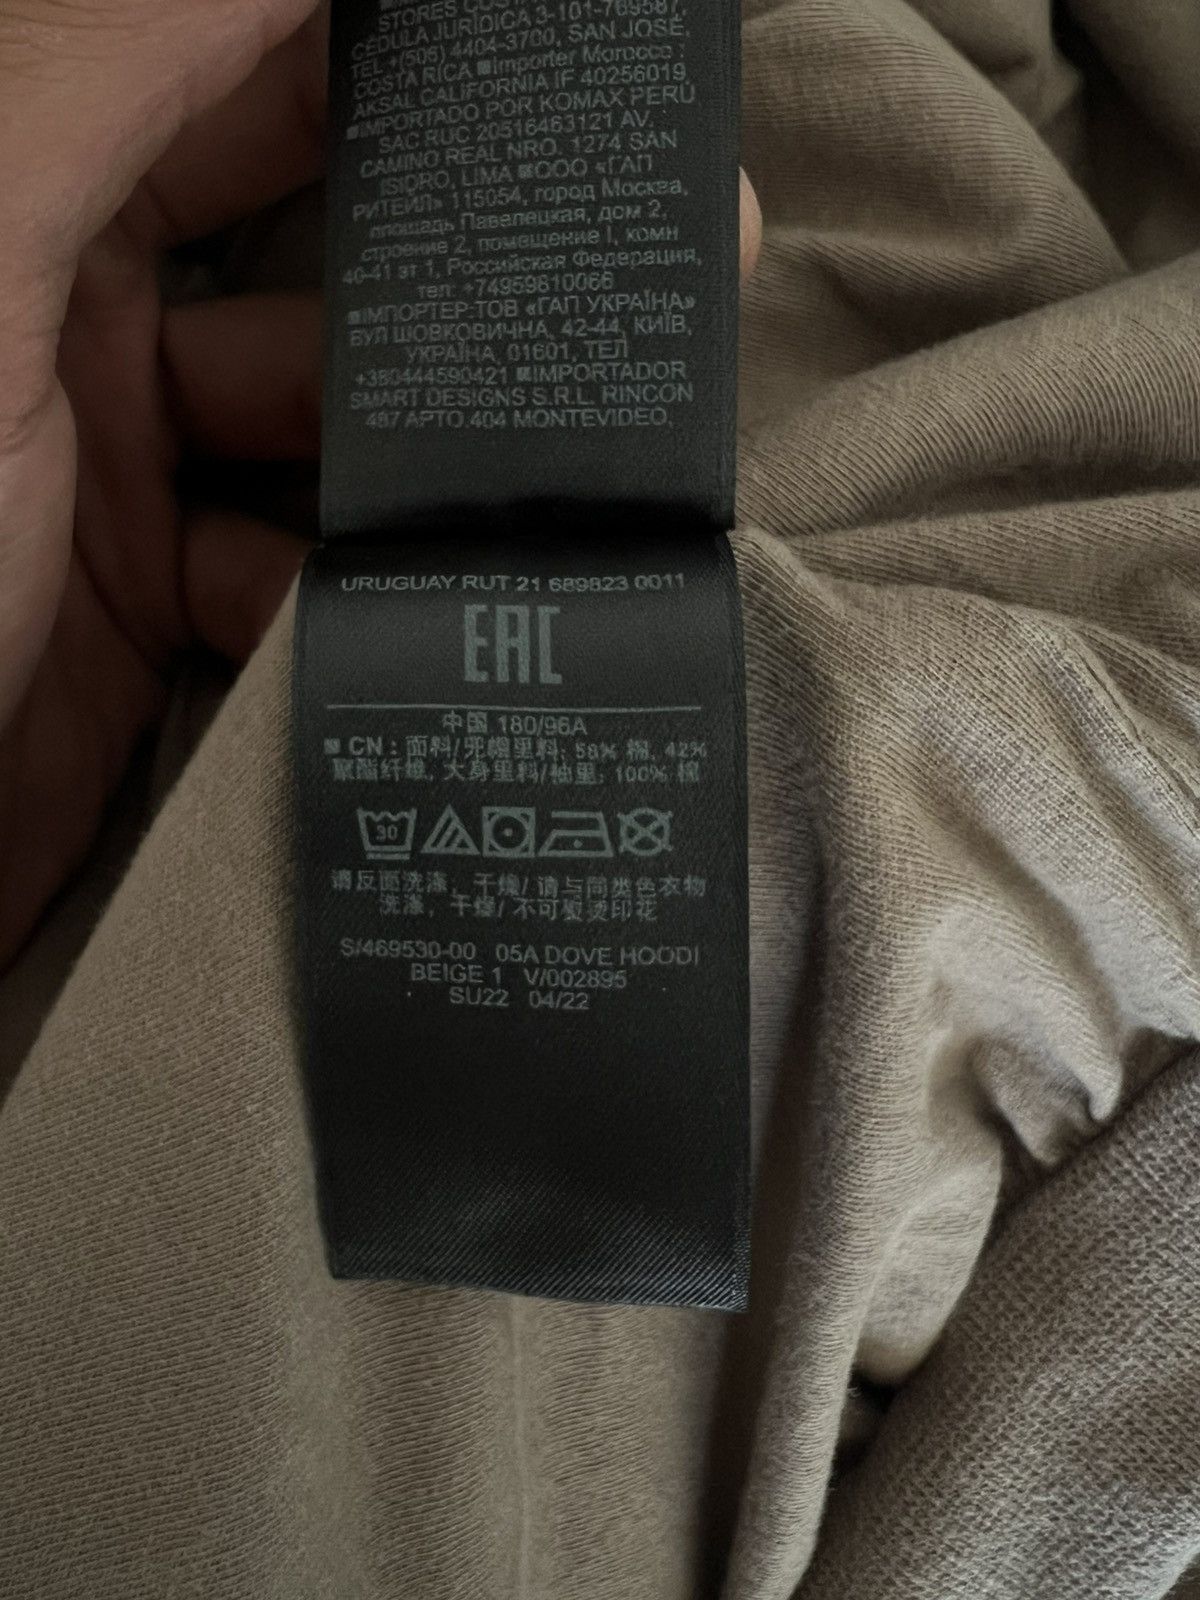 STORES COSTA
CÉDULA JURÍDICA 3-101-769587,
TEL +(506) 4404-3700, SAN JOSÉ,
COSTA RICA ■Importer Morocco :
AKSAL CALIFORNIA IF 40256019
■IMPORTADO POR KOMAX PERÚ
SAC RUC 20516463121 AV.
CAMINO REAL NRO. 1274 SAN
ISIDRO, LIMA ■ООО «ГАП
РИТЕЙЛ» 115054, город Москва,
площадь Павелецкая, дом 2,
строение 2, помещение I, комн
40-41 эт 1, Российская Федерация,
тел: +74959810066
■ІМПОРТЕР-ТОВ «ГАП УКРАЇНА»
ВУЛ ШОВКОВИЧНА, 42-44, КИЇВ,
УКРАЇНА, 01601, ТЕЛ
+380444590421 ■IMPORTADOR
SMART DESIGNS S.R.L. RINCON
487 APTO.404 MONTEVIDEO,
URUGUAY RUT 21 689823 0011
EAC
中国 180/96A
■ CN : 面料/兜帽里料: 58% 棉, 42%
聚酯纤维, 大身里料/袖里: 100% 棉
30
请反面洗涤, 干燥/ 请与同类色衣物
洗涤, 干燥/ 不可熨烫印花
S/469530-00 05A DOVE HOODI
BEIGE 1 V/002895
SU22 04/22